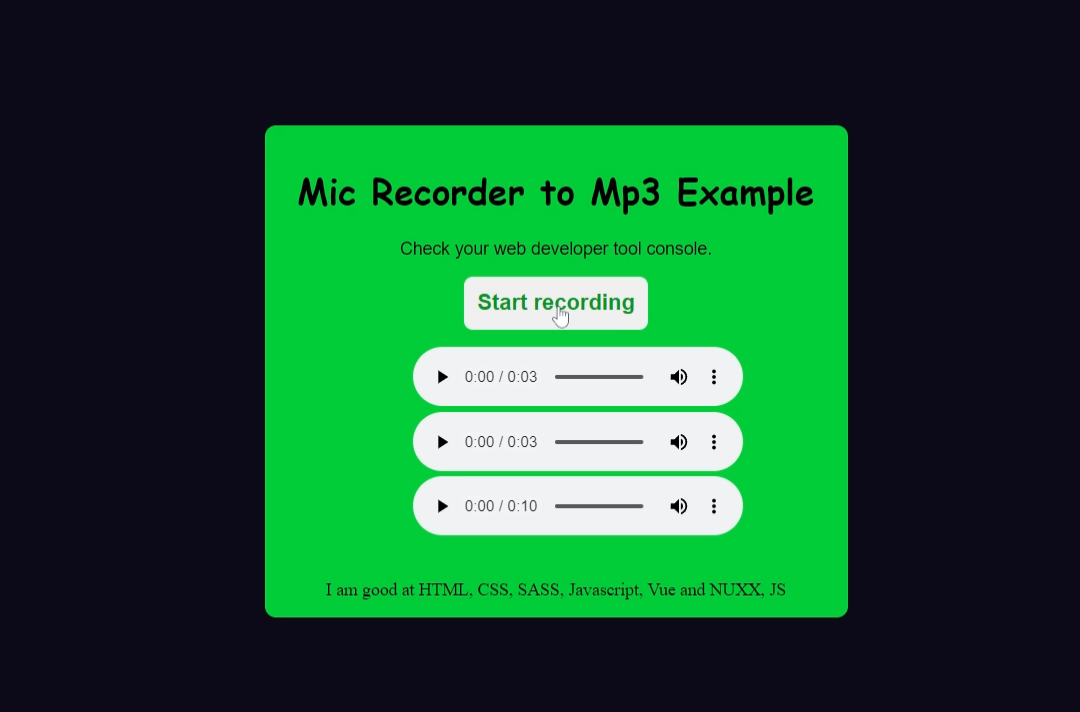 Mic Recorder to Mp3 Example
Check your web developer tool console.
Start recording
0:00 / 0:03
0:00 / 0:03
0:00 / 0:10
I am good at HTML, CSS, SASS, Javascript, Vue and NUXX, JS